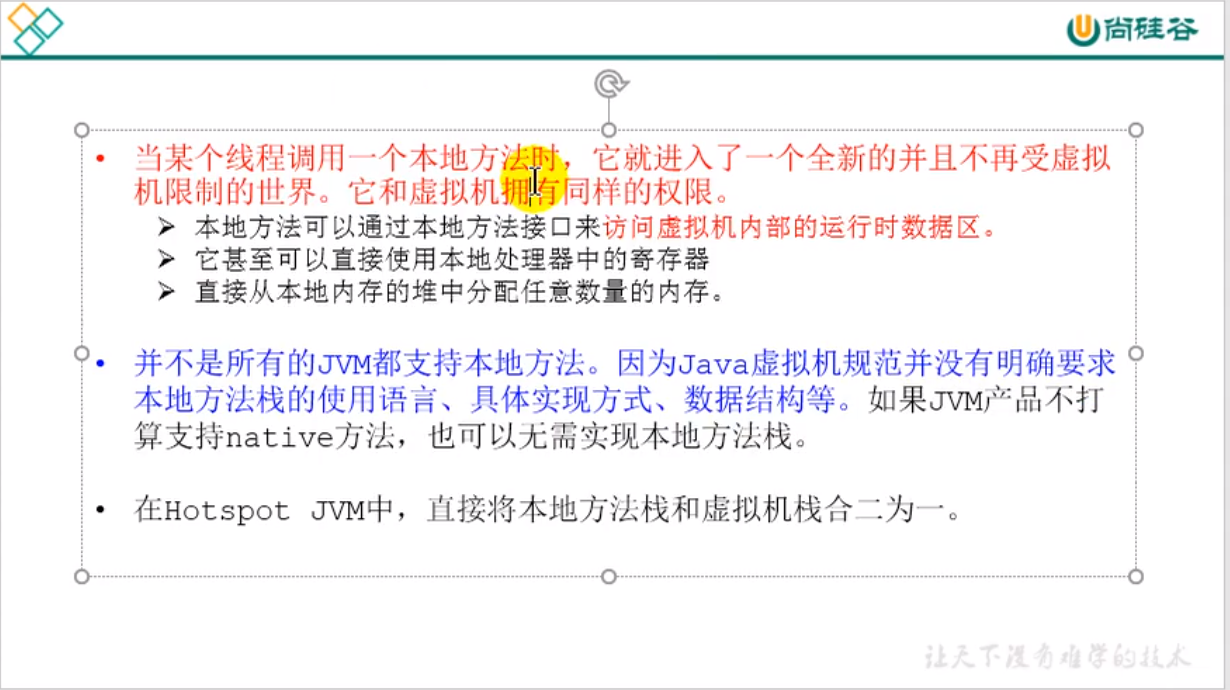 尚硅谷
当某个线程调用一个本地方法时，它就进入了一个全新的并且不再受虚拟
机限制的世界。它和虚拟机拥有同样的权限。
本地方法可以通过本地方法接口来访问虚拟机内部的运行时数据区。
它甚至可以直接使用本地处理器中的寄存器
直接从本地内存的堆中分配任意数量的内存。
并不是所有的JVM都支持本地方法。因为Java虚拟机规范并没有明确要求
本地方法栈的使用语言、具体实现方式、数据结构等。如果JVM产品不打
算支持native方法，也可以无需实现本地方法栈。
在Hotspot JVM中，直接将本地方法栈和虚拟机栈合二为一。
让天下没有难学的技术